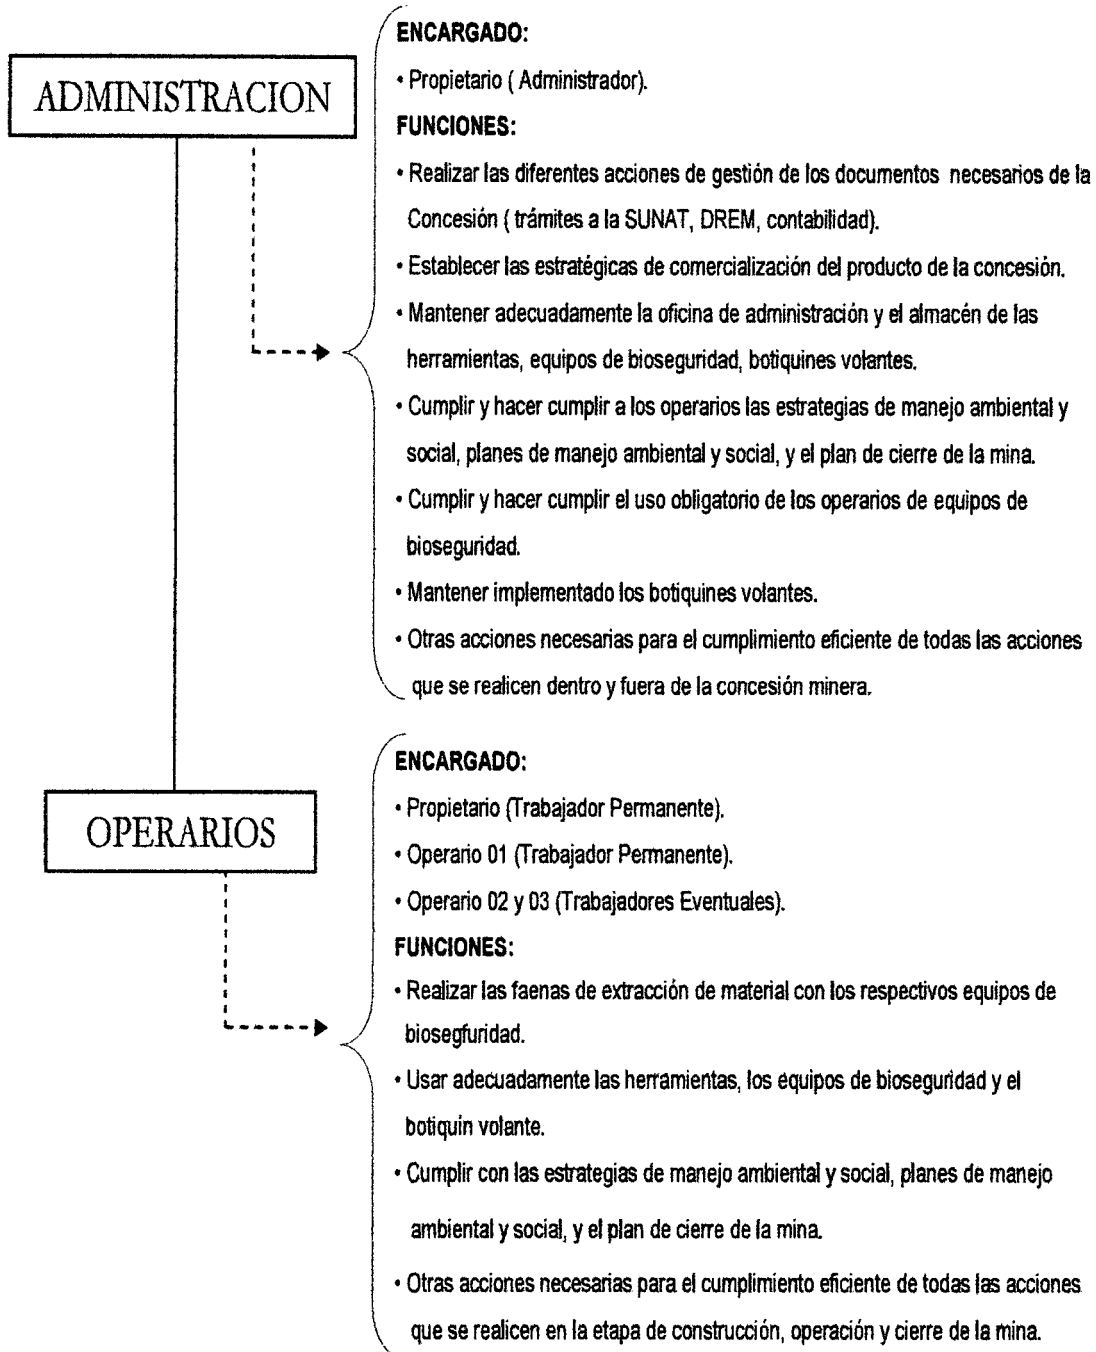 ADMINISTRACION
ENCARGADO:
• Propietario ( Administrador).
FUNCIONES:
• Realizar las diferentes acciones de gestión de los documentos necesarios de la
Concesión ( trámites a la SUNAT, DREM, contabilidad).
• Establecer las estratégicas de comercialización del producto de la concesión.
• Mantener adecuadamente la oficina de administración y el almacén de las
herramientas, equipos de bioseguridad, botiquines volantes.
• Cumplir y hacer cumplir a los operarios las estrategias de manejo ambiental y
social, planes de manejo ambiental y social, y el plan de cierre de la mina.
• Cumplir y hacer cumplir el uso obligatorio de los operarios de equipos de
bioseguridad.
• Mantener implementado los botiquines volantes.
• Otras acciones necesarias para el cumplimiento eficiente de todas las acciones
que se realicen dentro y fuera de la concesión minera.
OPERARIOS
ENCARGADO:
• Propietario (Trabajador Permanente).
• Operario 01 (Trabajador Permanente).
• Operario 02 y 03 (Trabajadores Eventuales).
FUNCIONES:
• Realizar las faenas de extracción de material con los respectivos equipos de
biosegfuridad.
• Usar adecuadamente las herramientas, los equipos de bioseguridad y el
botiquín volante.
• Cumplir con las estrategias de manejo ambiental y social, planes de manejo
ambiental y social, y el plan de cierre de la mina.
• Otras acciones necesarias para el cumplimiento eficiente de todas las acciones
que se realicen en la etapa de construcción, operación y cierre de la mina.